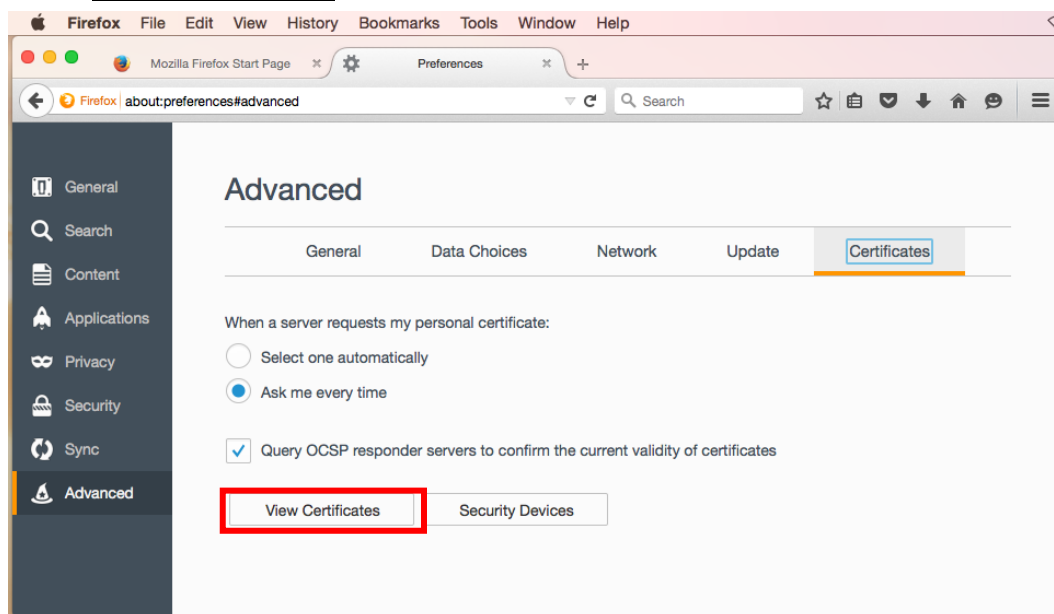 Firefox File Edit View History Bookmarks Tools Window Help
Mozilla Firefox Start Page × Preferences × +
Firefox about:preferences#advanced Search
General
Search
Content
Applications
Privacy
Security
Sync
Advanced
Advanced
General Data Choices Network Update Certificates
When a server requests my personal certificate:
Select one automatically
Ask me every time
Query OCSP responder servers to confirm the current validity of certificates
View Certificates Security Devices